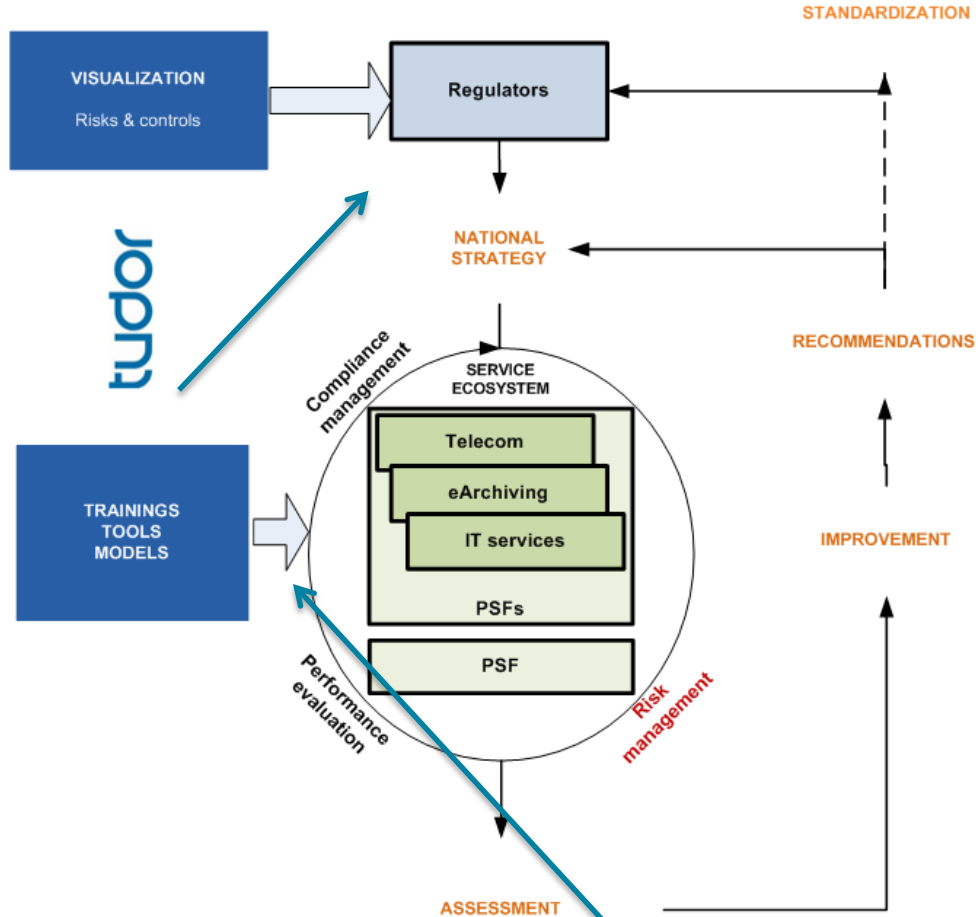 STANDARDIZATION
VISUALIZATION
Risks & controls
Regulators
NATIONAL
STRATEGY
tudor
RECOMMENDATIONS
Compliance
management
SERVICE
ECOSYSTEM
Telecom
eArchiving
IT services
PSFs
PSF
TRAININGS
TOOLS
MODELS
IMPROVEMENT
Performance
evaluation
Risk
management
ASSESSMENT